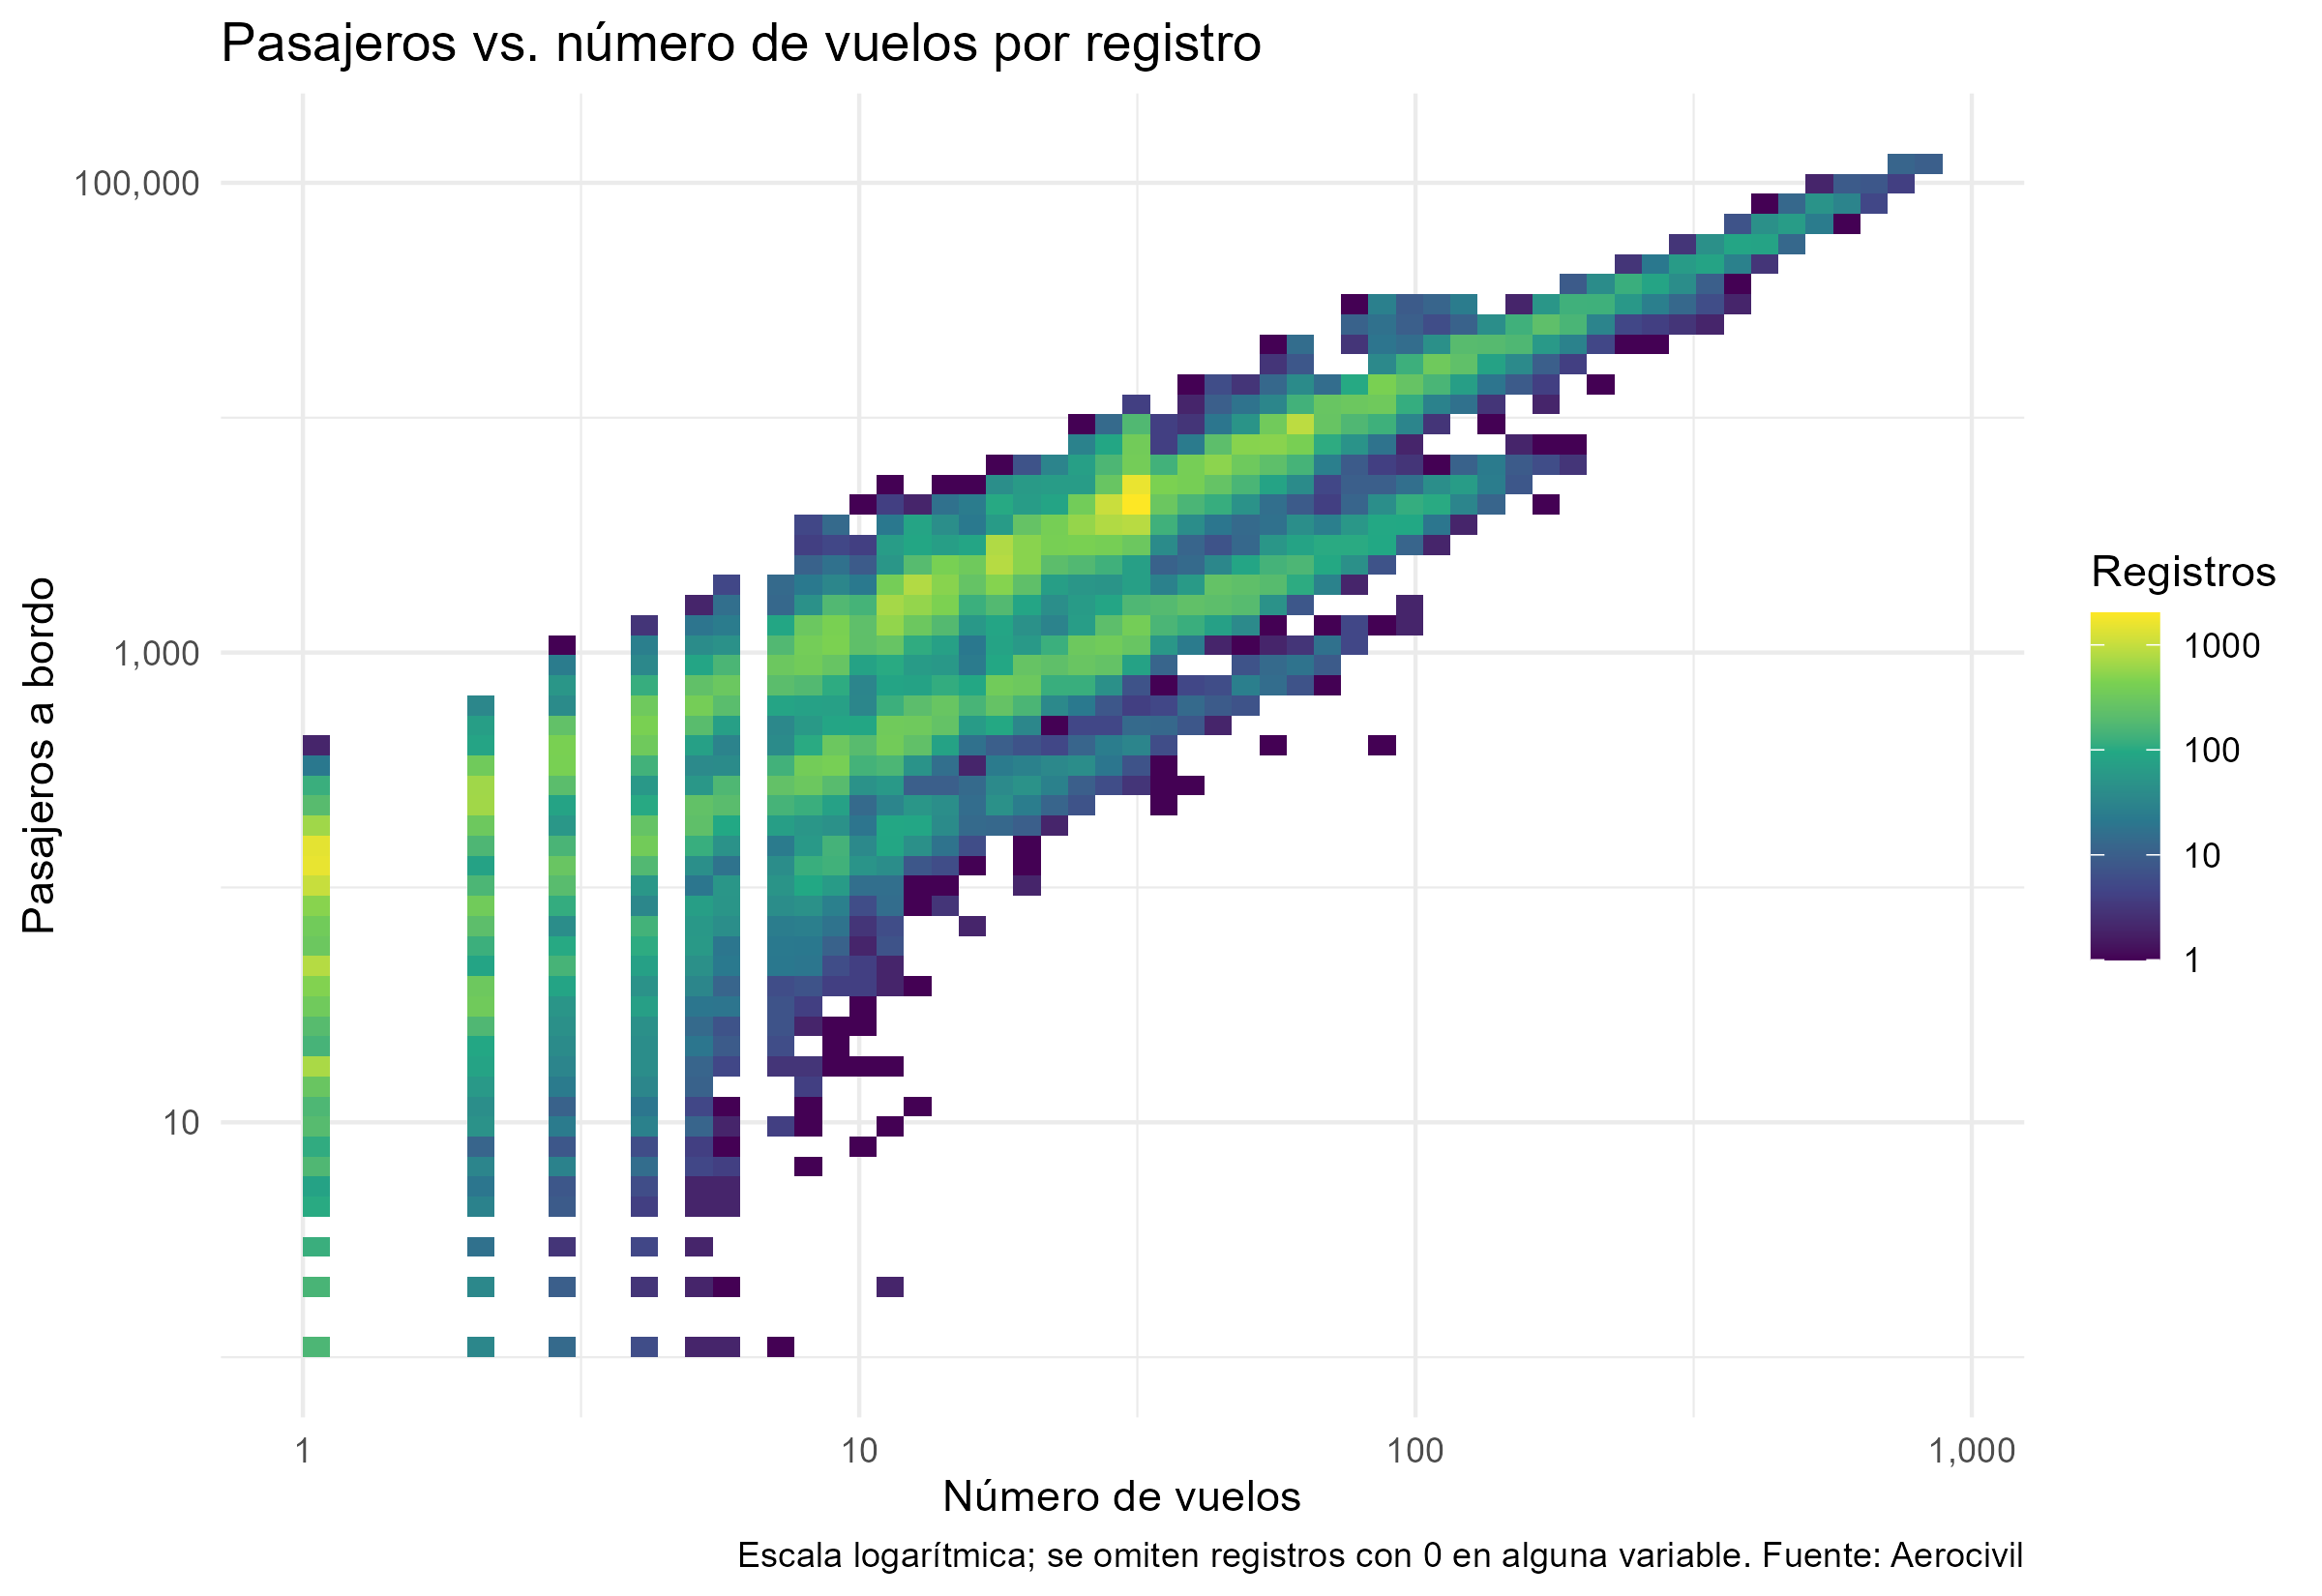 Pasajeros vs. número de vuelos por registro
Pasajeros a bordo
100,000
1,000
10
1
10
100
1,000
Número de vuelos
Registros
1000
100
10
1
Escala logarítmica; se omiten registros con 0 en alguna variable. Fuente: Aerocivil